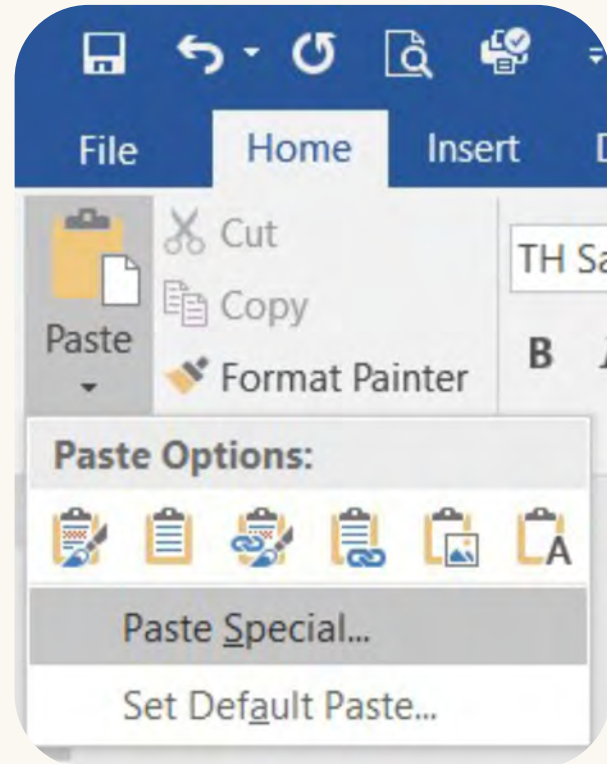 File Home Insert
Cut
TH Sa
Copy
Paste
B
Format Painter
Paste Options:
A
Paste Special...
Set Default Paste...